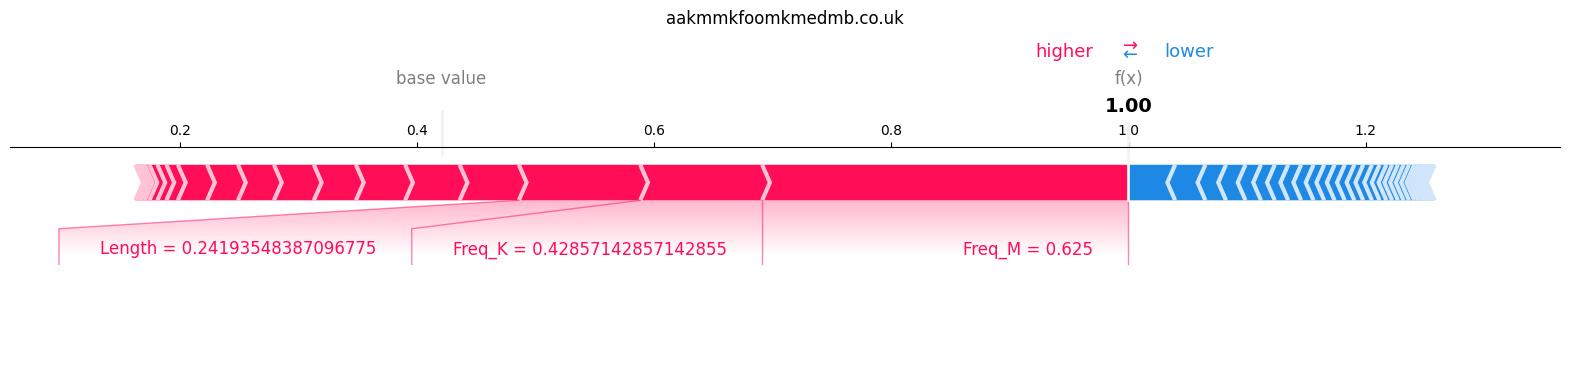 aakmmkfoomkmedmb.co.uk
higher ⇄ lower
base value f(x)
1.00
0.2 0.4 0.6 0.8 1.0 1.2
Length = 0.24193548387096775 Freq_K = 0.42857142857142855 Freq_M = 0.625